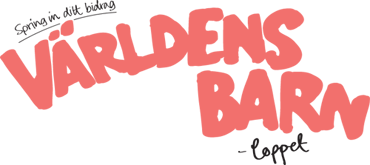 Spring in ditt bidrag
VÄRLDENS
BARN
-loppet